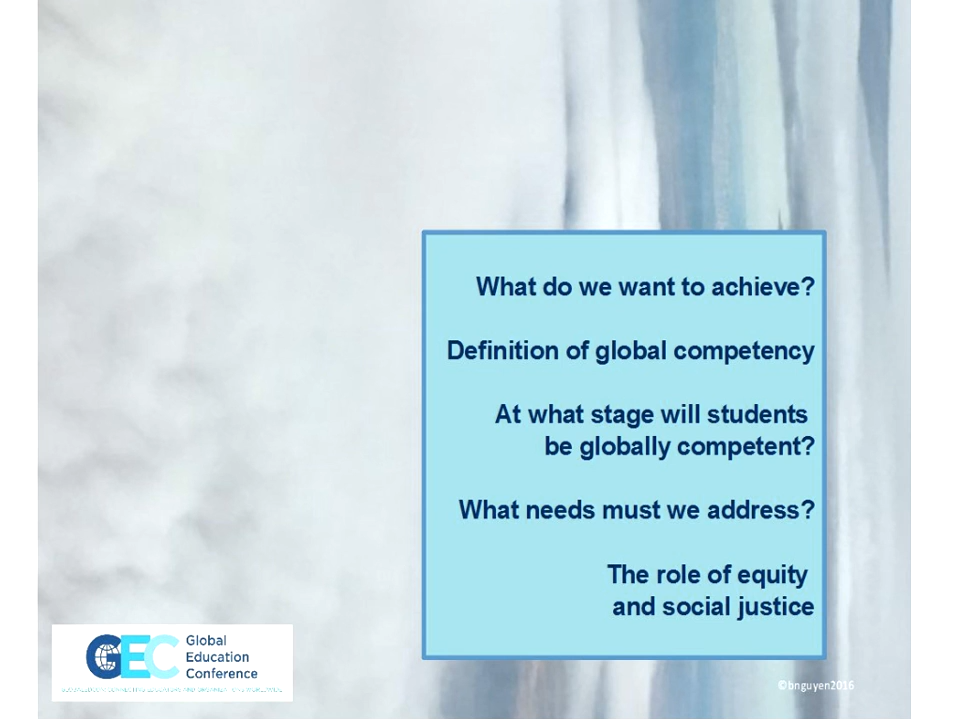 What do we want to achieve?
Definition of global competency
At what stage will students
be globally competent?
What needs must we address?
The role of equity
and social justice
GEC Global
Education
Conference
©bnguyen2016